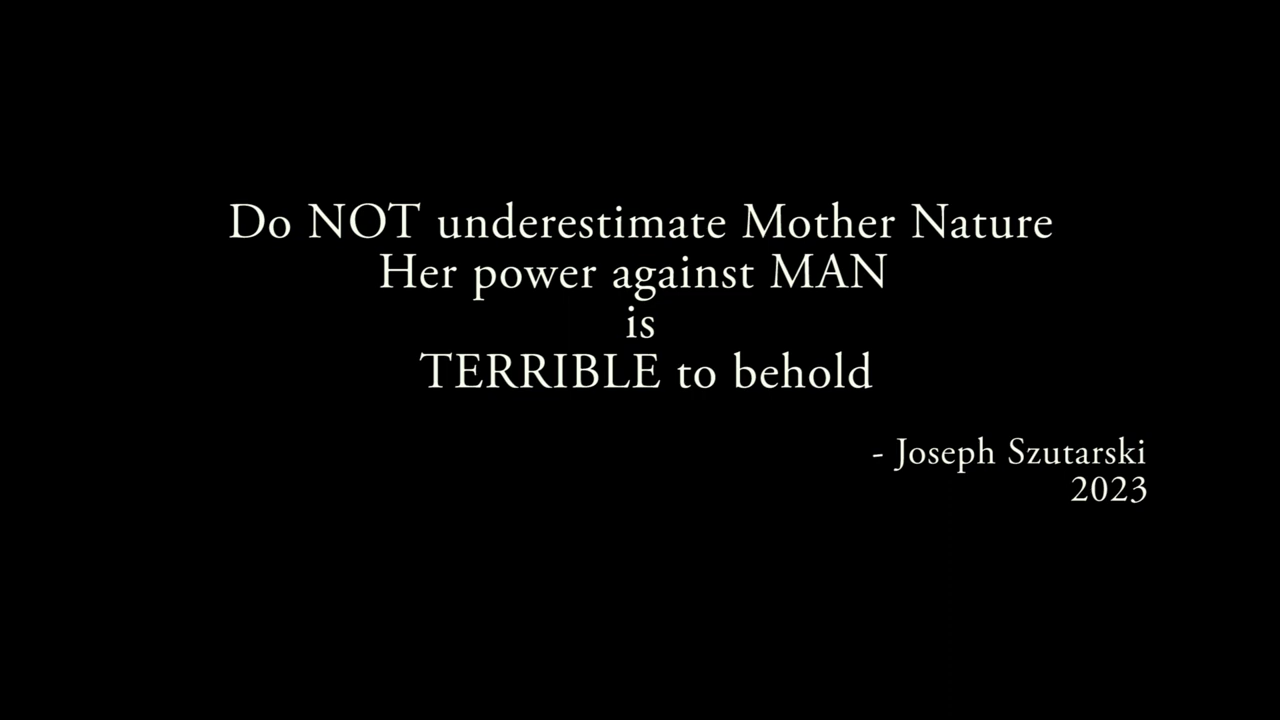 Do NOT underestimate Mother Nature
Her power against MAN
is
TERRIBLE to behold
- Joseph Szutarski
2023